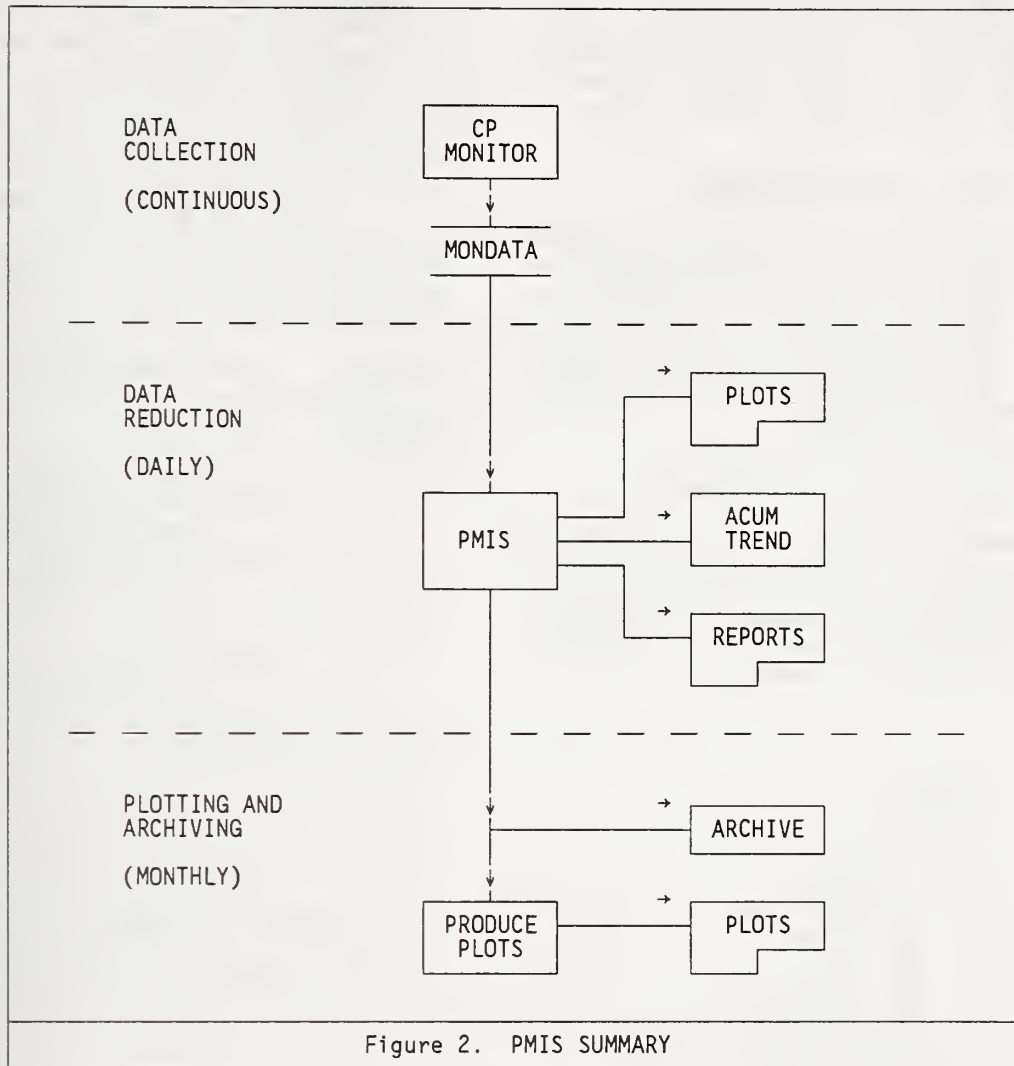 DATA
COLLECTION
(CONTINUOUS)
CP
MONITOR
MONDATA
DATA
REDUCTION
(DAILY)
PLOTS
PMIS
ACUM
TREND
REPORTS
PLOTTING AND
ARCHIVING
(MONTHLY)
ARCHIVE
PRODUCE
PLOTS
PLOTS
Figure 2. PMIS SUMMARY